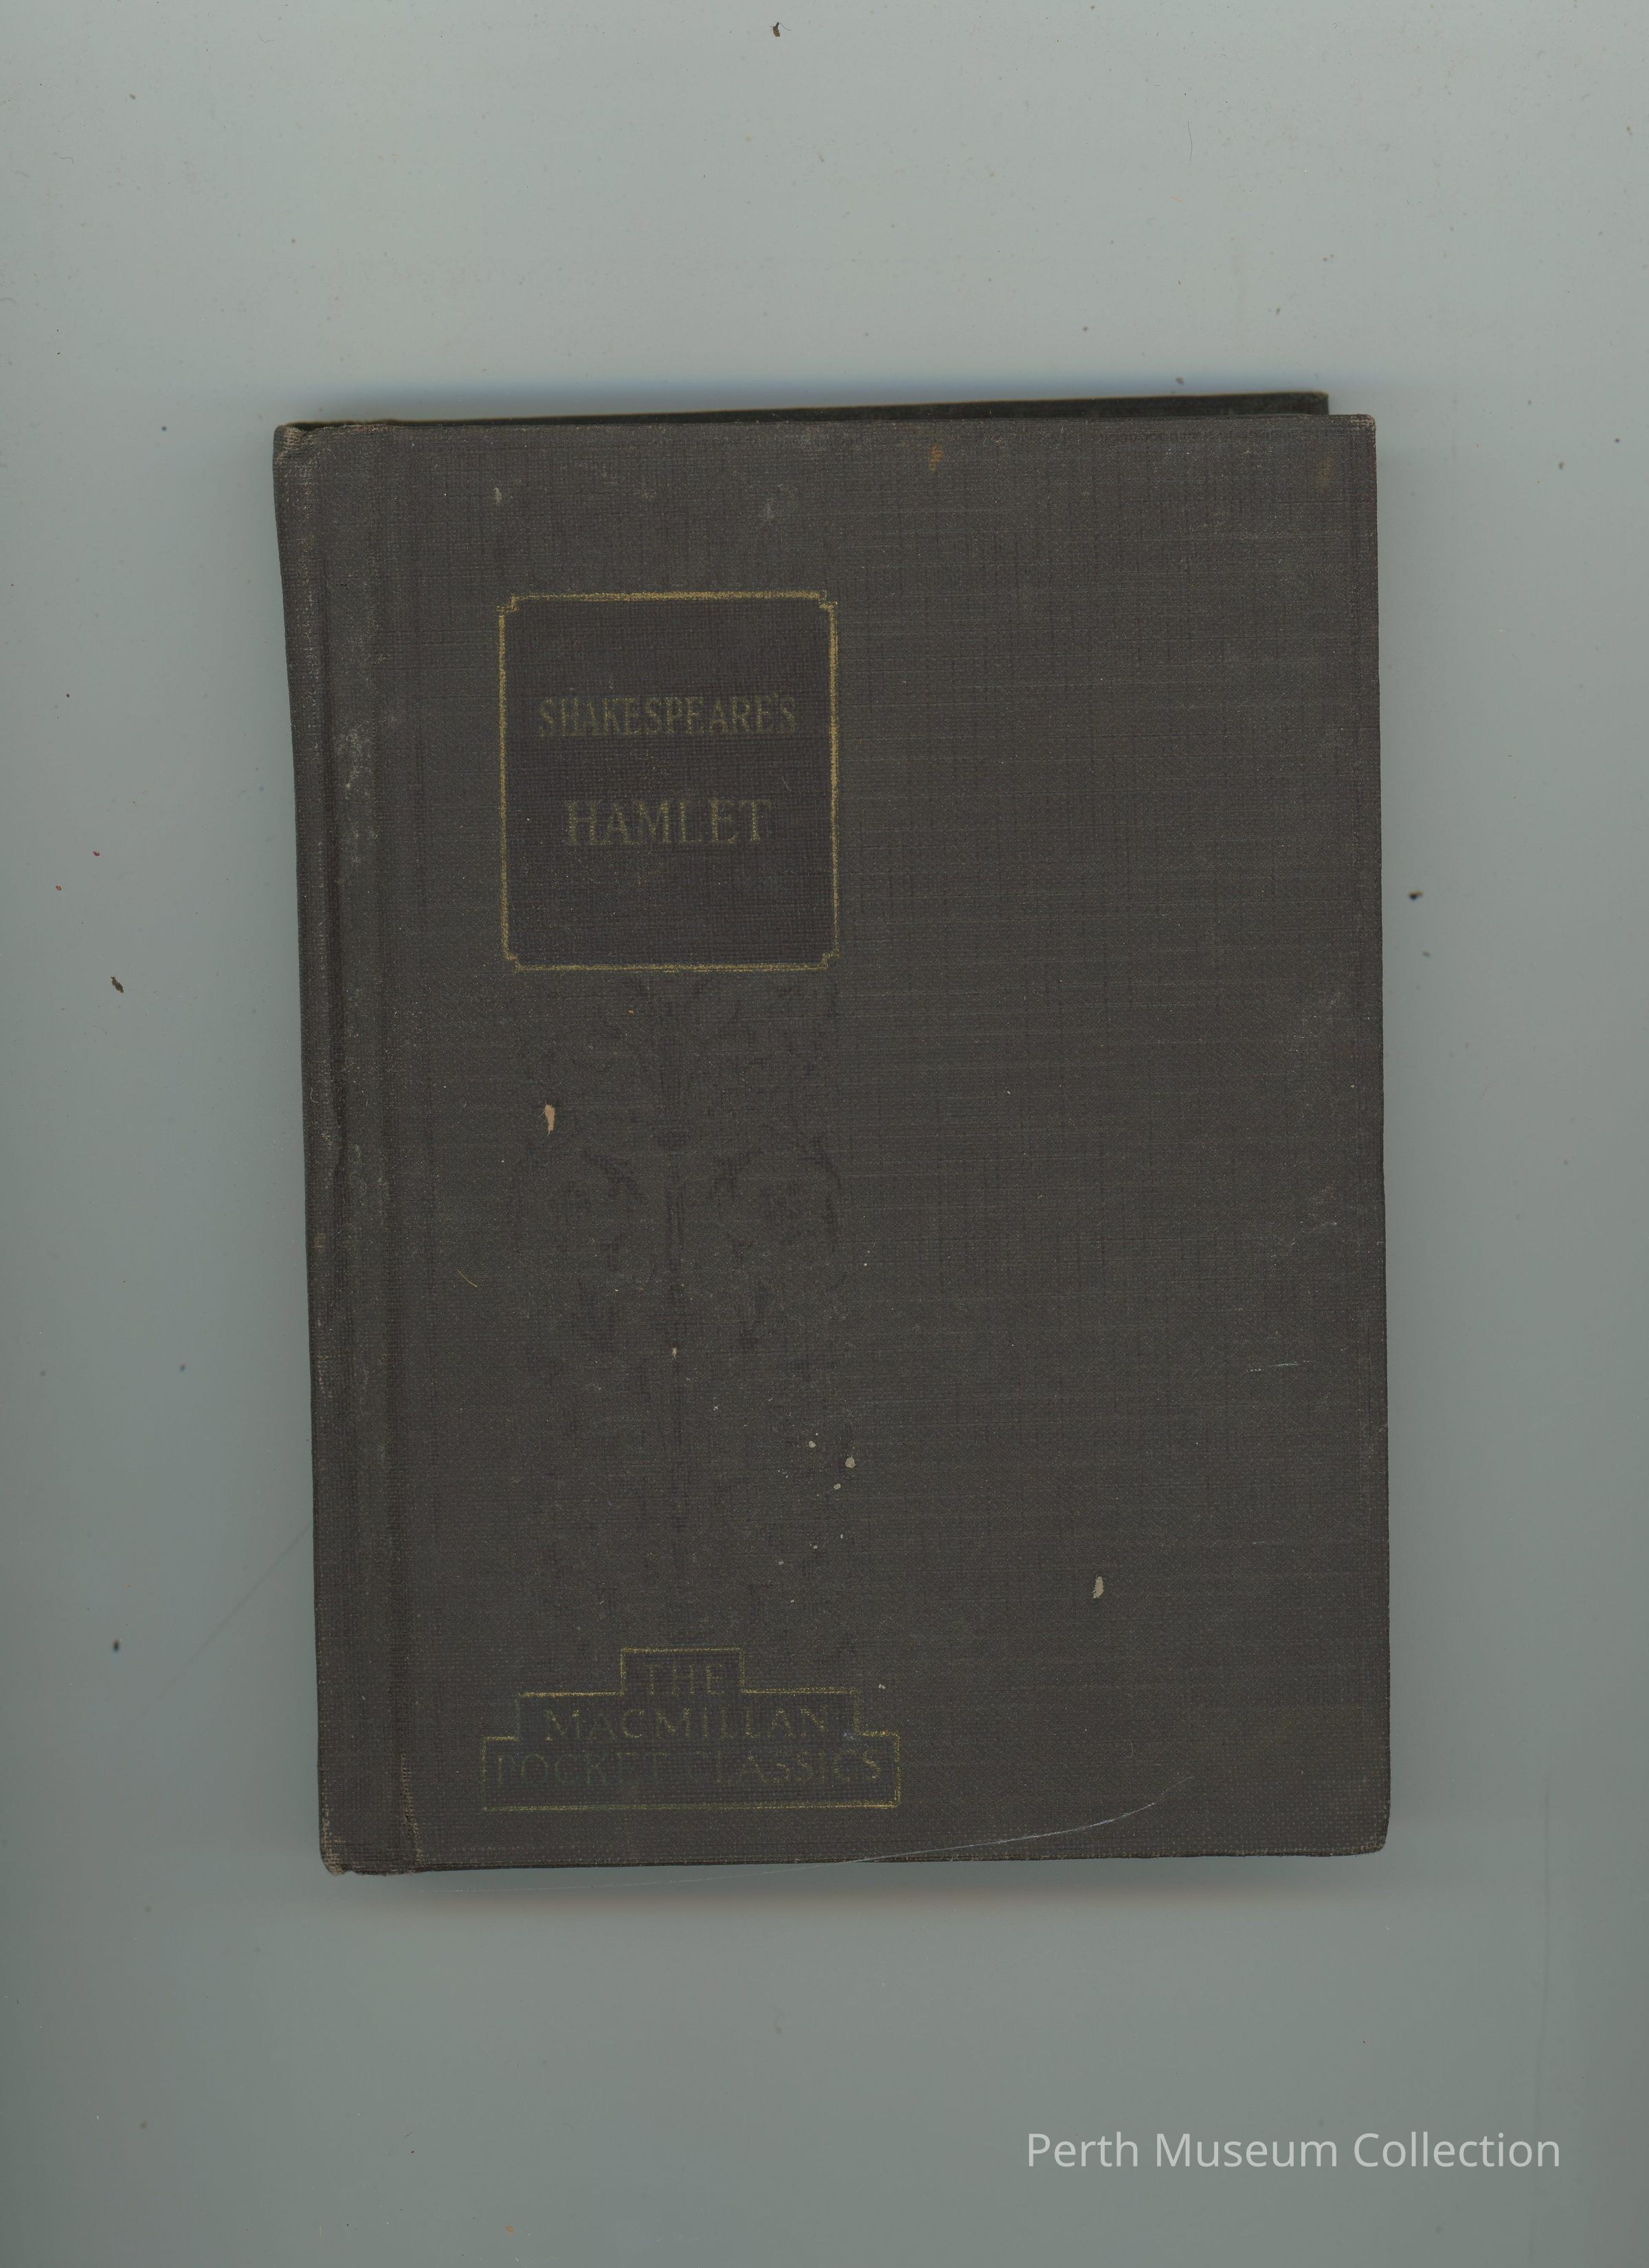 SHAKESPEARE'S
HAMLET
THE
MACMILLAN
POCKET CLASSICS
Perth Museum Collection